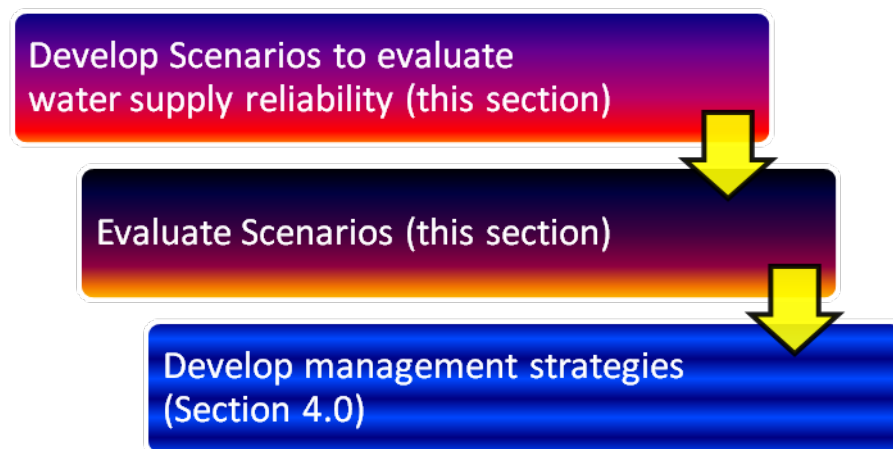 Develop Scenarios to evaluate
water supply reliability (this section)
Evaluate Scenarios (this section)
Develop management strategies
(Section 4.0)